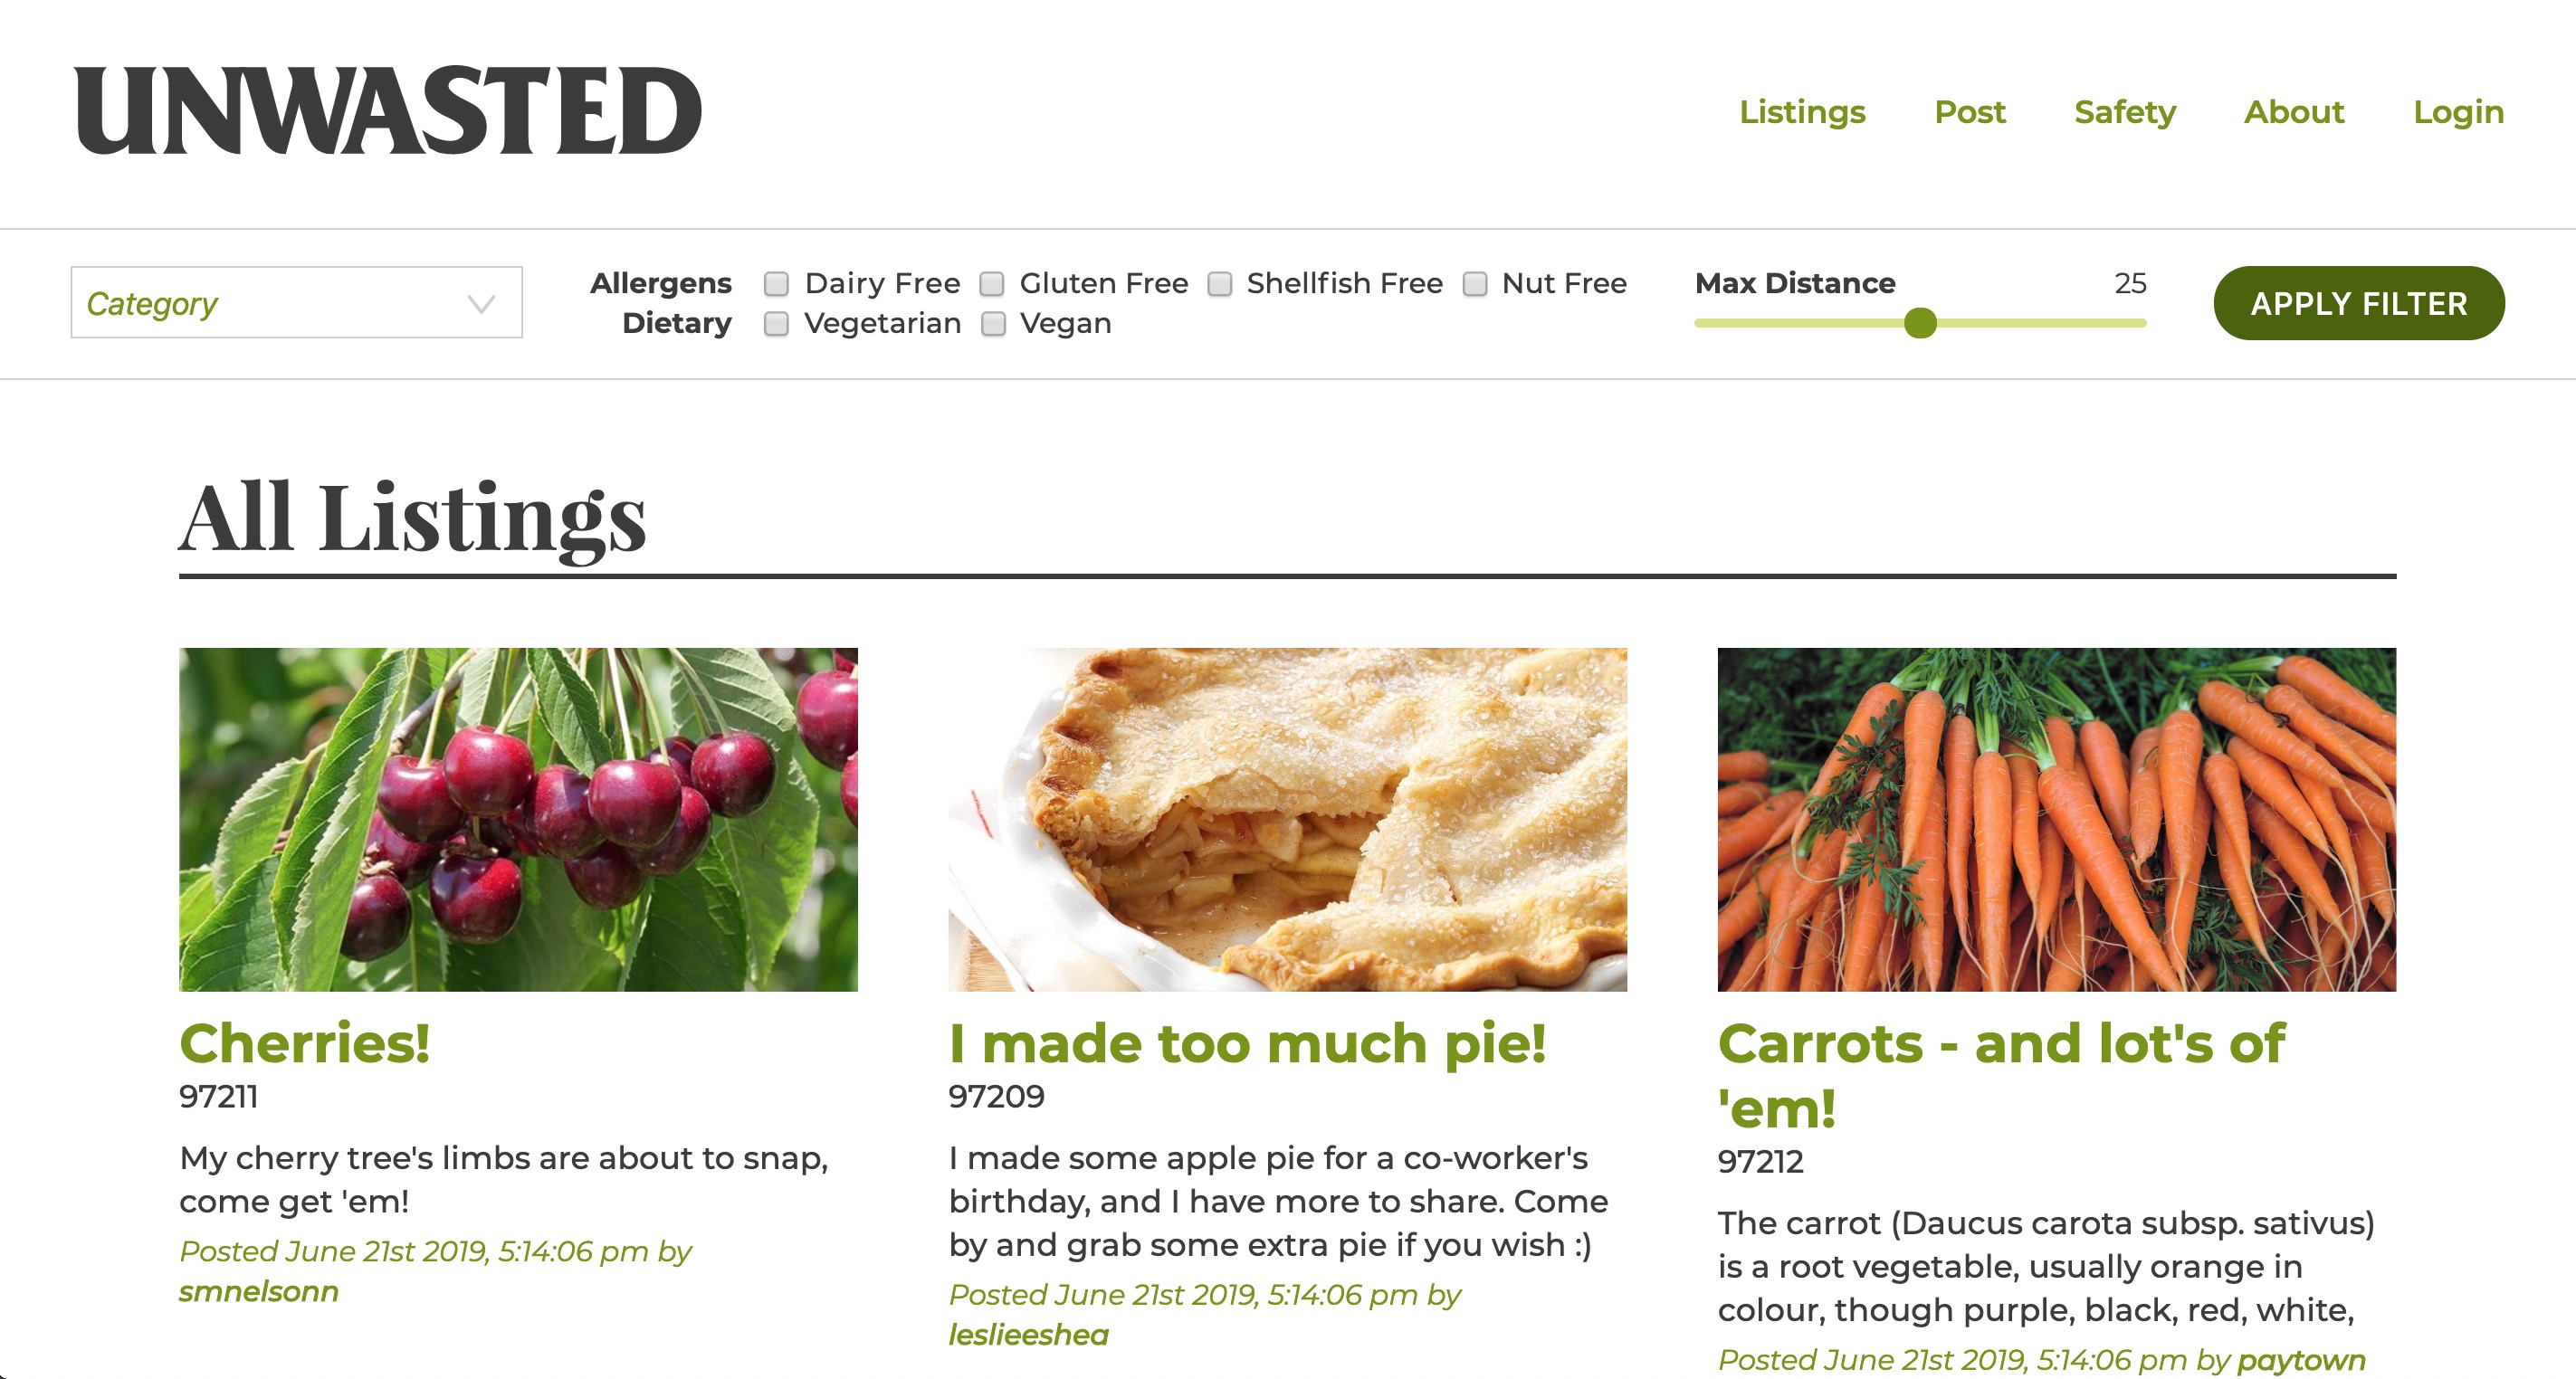 UNWASTED
Listings Post Safety About Login
Category
Allergens Dairy Free Gluten Free Shellfish Free Nut Free
Dietary Vegetarian Vegan
Max Distance 25
APPLY FILTER
All Listings
Cherries!
97211
My cherry tree's limbs are about to snap,
come get 'em!
Posted June 21st 2019, 5:14:06 pm by
smnelsonn
I made too much pie!
97209
I made some apple pie for a co-worker's
birthday, and I have more to share. Come
by and grab some extra pie if you wish :)
Posted June 21st 2019, 5:14:06 pm by
leslieeshea
Carrots - and lot's of
'em!
97212
The carrot (Daucus carota subsp. sativus)
is a root vegetable, usually orange in
colour, though purple, black, red, white,
Posted June 21st 2019, 5:14:06 pm by paytown